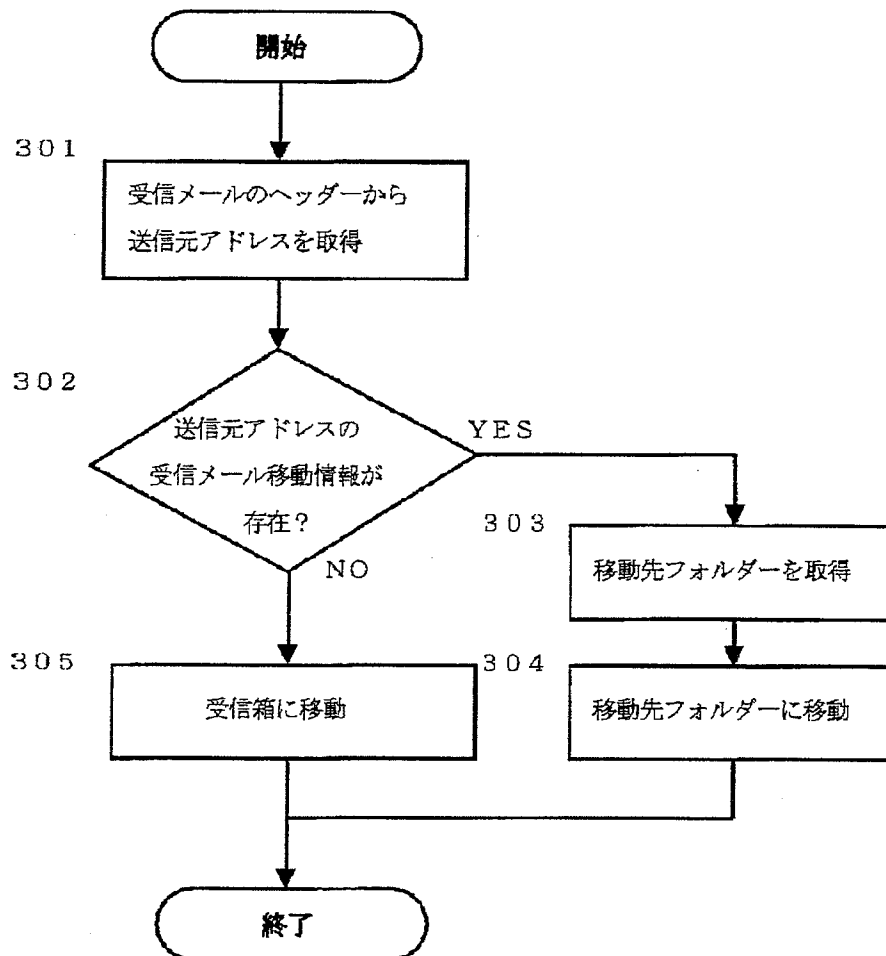 開始
301
受信メールのヘッダーから
送信元アドレスを取得
302
送信元アドレスの
受信メール移動情報が
存在?
YES
NO
303
移動先フォルダーを取得
304
移動先フォルダーに移動
305
受信箱に移動
終了